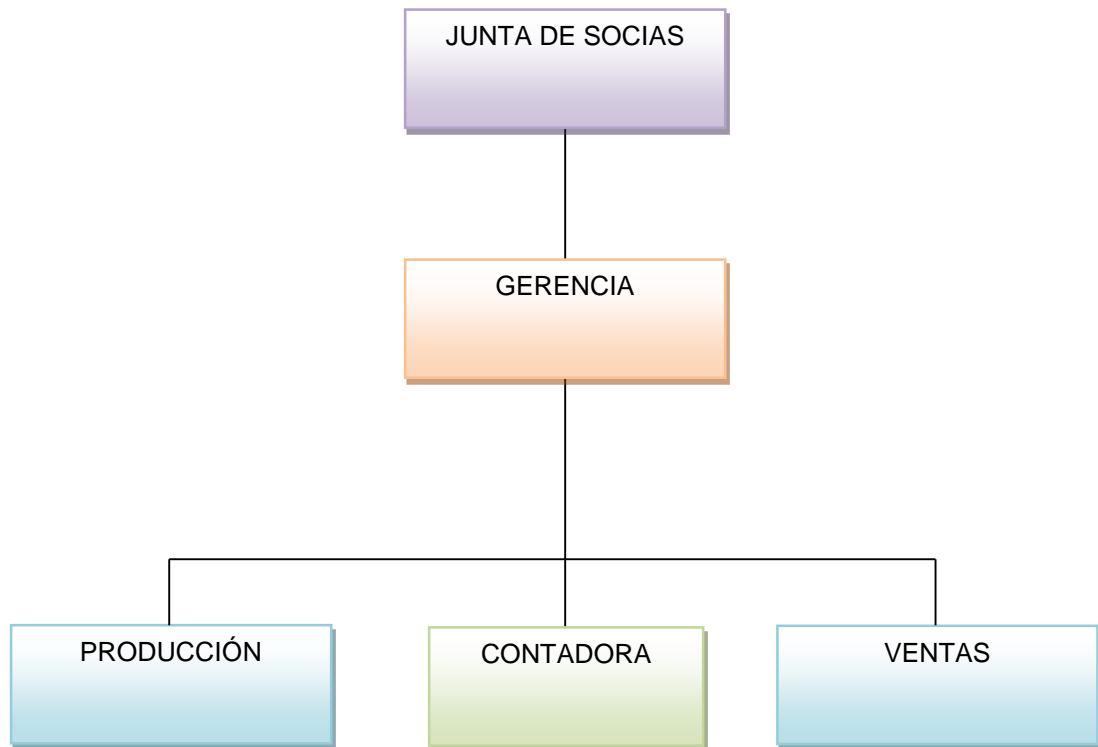 JUNTA DE SOCIAS
GERENCIA
PRODUCCIÓN
CONTADORA
VENTAS